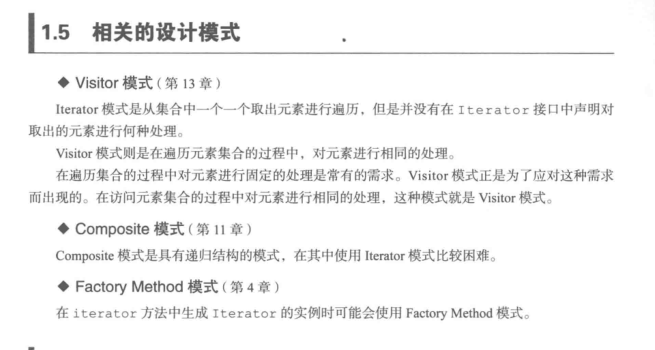 1.5 相关的设计模式
◆ Visitor 模式（第 13 章）
Iterator 模式是从集合中一个一个取出元素进行遍历，但是并没有在 Iterator 接口中声明对
取出的元素进行何种处理。
Visitor 模式则是在遍历元素集合的过程中，对元素进行相同的处理。
在遍历集合的过程中对元素进行固定的处理是常有的需求。Visitor 模式正是为了应对这种需求
而出现的。在访问元素集合的过程中对元素进行相同的处理，这种模式就是 Visitor 模式。
◆ Composite 模式（第 11 章）
Composite 模式是具有递归结构的模式，在其中使用 Iterator 模式比较困难。
◆ Factory Method 模式（第 4 章）
在 iterator 方法中生成 Iterator 的实例时可能会使用 Factory Method 模式。